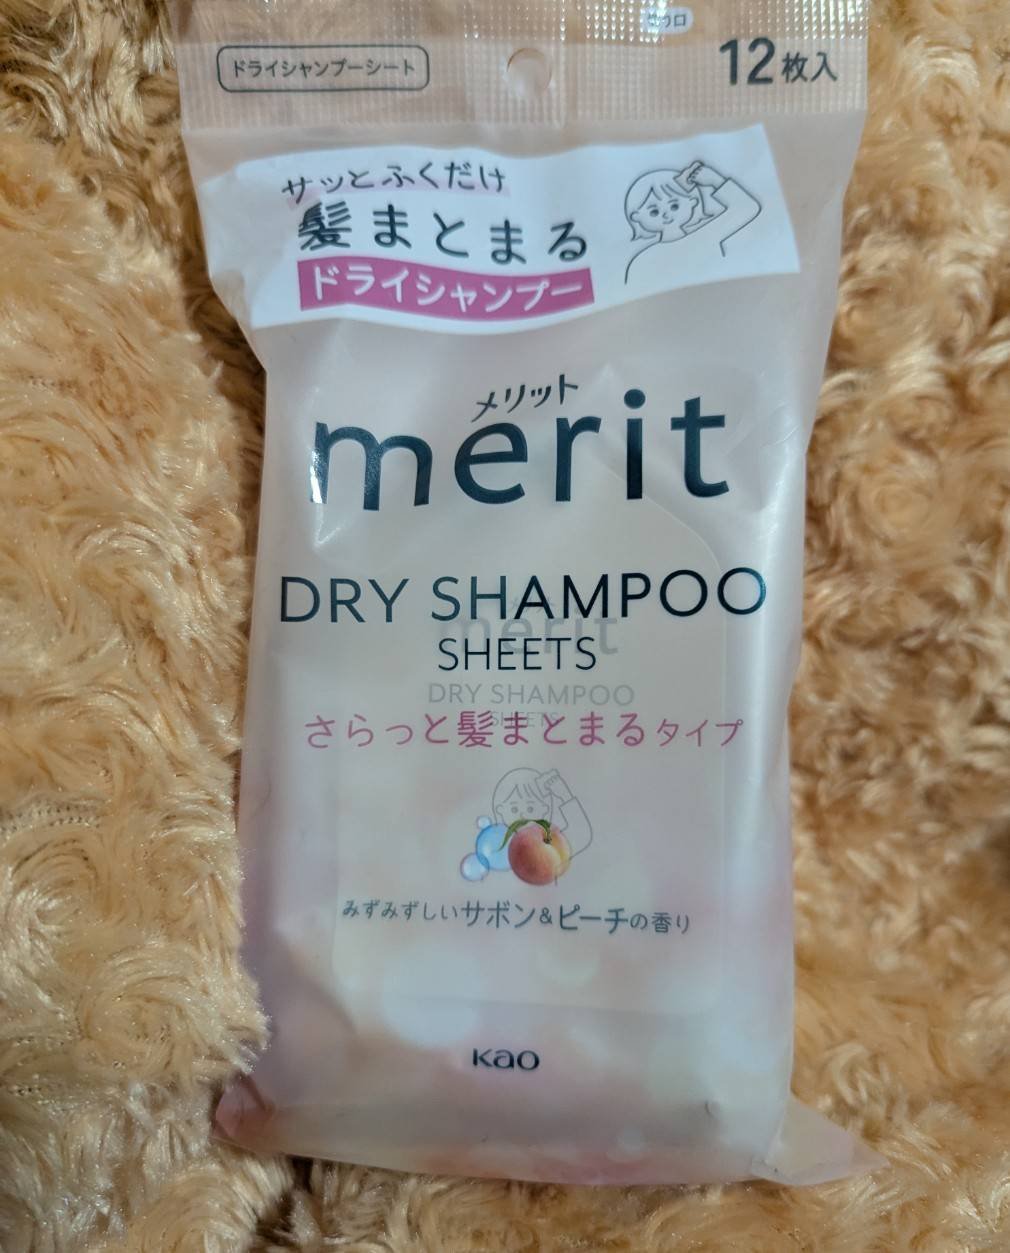 ドライシャンプーシート
12枚入
サッとふくだけ
髪まとまる
ドライシャンプー
メリット
merit
DRY SHAMPOO
merit
SHEETS
DRY SHAMPOO
SHEETS
さらっと髪まとまるタイプ
みずみずしいサボン&ピーチの香り
Kao